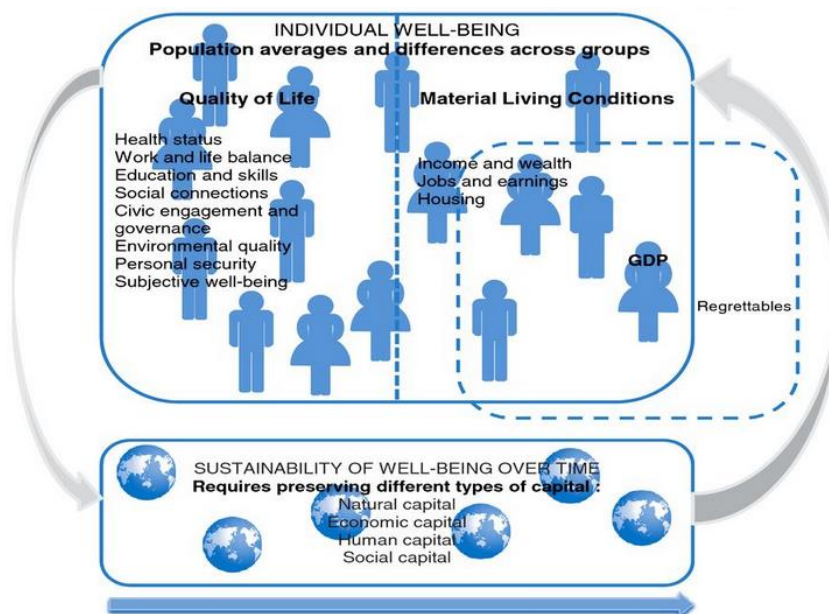 INDIVIDUAL WELL-BEING
Population averages and differences across groups
Quality of Life
Health status
Work and life balance
Education and skills
Social connections
Civic engagement and
governance
Environmental quality
Personal security
Subjective well-being
Material Living Conditions
Income and wealth
Jobs and earnings
Housing
GDP
Regrettables
SUSTAINABILITY OF WELL-BEING OVER TIME
Requires preserving different types of capital :
Natural capital
Economic capital
Human capital
Social capital